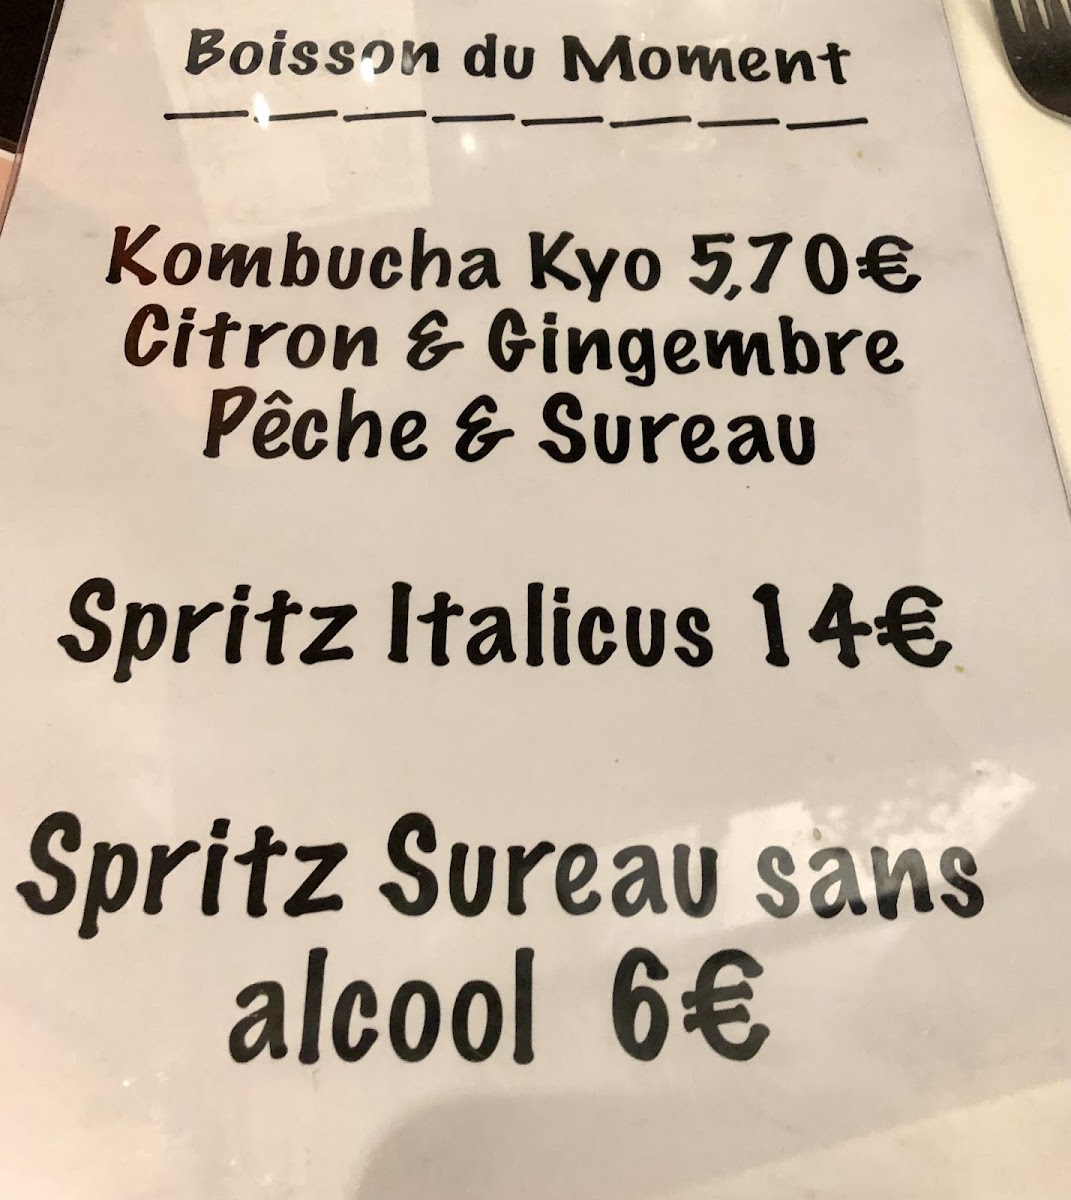 Boisson du Moment
Kombucha Kyo 5,70€
Citron & Gingembre
Pêche & Sureau
Spritz Italicus 14€
Spritz Sureau sans
alcool 6€